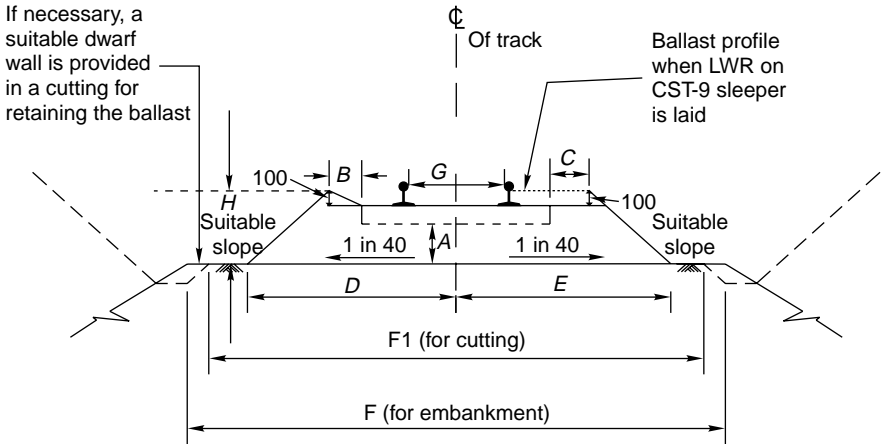 If necessary, a
suitable dwarf
wall is provided
in a cutting for
retaining the ballast
℄
Of track
Ballast profile
when LWR on
CST-9 sleeper
is laid
B
G
C
100
100
H
Suitable
slope
A
Suitable
slope
1 in 40
1 in 40
D
E
F1 (for cutting)
F (for embankment)